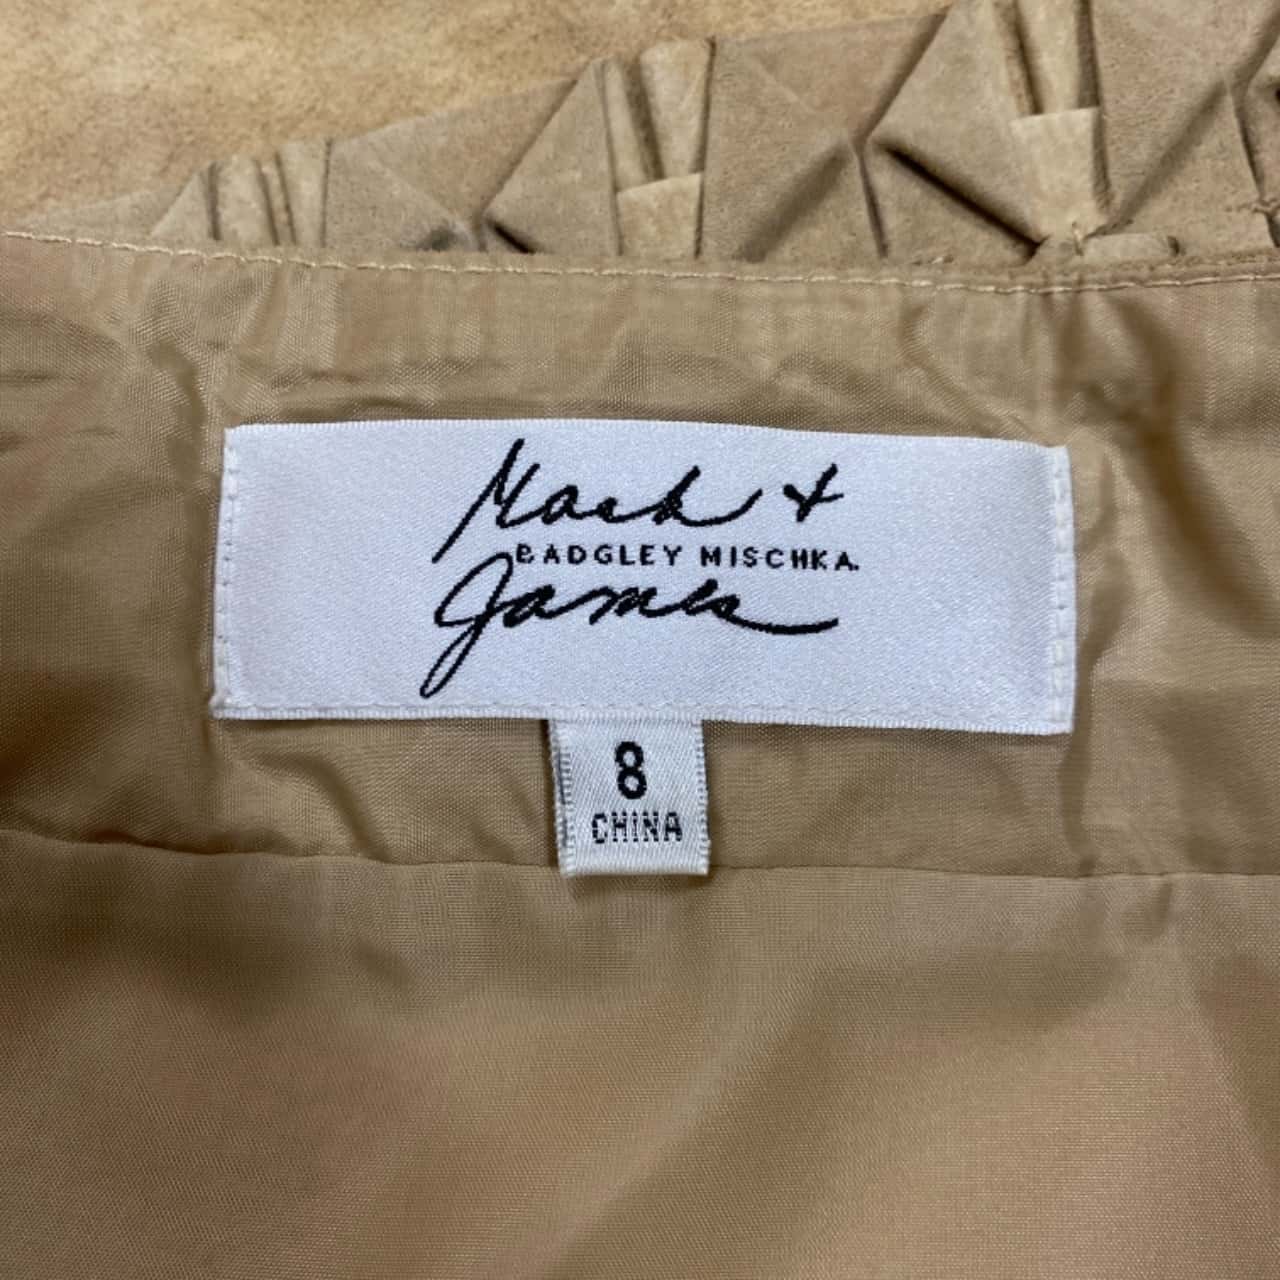 Mark +
BADGLEY MISCHKA.
James
8
CHINA